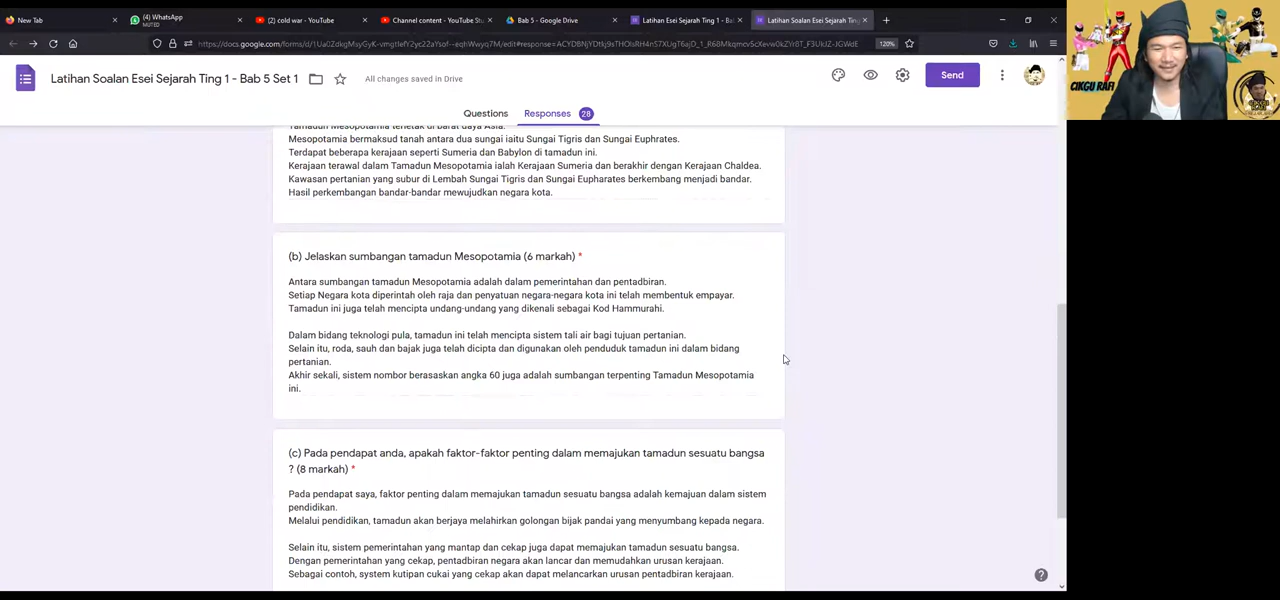 New Tab
(4) WhatsApp
MUTED
(2) cold war - YouTube
Channel content - YouTube Stu
Bab 5 - Google Drive
Latihan Esei Sejarah Ting 1 - Bab
Latihan Soalan Esei Sejarah Ting
120%
Latihan Soalan Esei Sejarah Ting 1 - Bab 5 Set 1
All changes saved in Drive
Send
CIKGU RAFI
Questions
Responses 28
Tamadun Mesopotamia terletak di Barat Daya Asia.
Mesopotamia bermaksud tanah antara dua sungai iaitu Sungai Tigris dan Sungai Euphrates.
Terdapat beberapa kerajaan seperti Sumeria dan Babylon di tamadun ini.
Kerajaan terawal dalam Tamadun Mesopotamia ialah Kerajaan Sumeria dan berakhir dengan Kerajaan Chaldea.
Kawasan pertanian yang subur di Lembah Sungai Tigris dan Sungai Eupharates berkembang menjadi bandar.
Hasil perkembangan bandar-bandar mewujudkan negara kota.
(b) Jelaskan sumbangan tamadun Mesopotamia (6 markah) *
Antara sumbangan tamadun Mesopotamia adalah dalam pemerintahan dan pentadbiran.
Setiap Negara kota diperintah oleh raja dan penyatuan negara-negara kota ini telah membentuk empayar.
Tamadun ini juga telah mencipta undang-undang yang dikenali sebagai Kod Hammurahi.
Dalam bidang teknologi pula, tamadun ini telah mencipta sistem tali air bagi tujuan pertanian.
Selain itu, roda, sauh dan bajak juga telah dicipta dan digunakan oleh penduduk tamadun ini dalam bidang
pertanian.
Akhir sekali, sistem nombor berasaskan angka 60 juga adalah sumbangan terpenting Tamadun Mesopotamia
ini.
(c) Pada pendapat anda, apakah faktor-faktor penting dalam memajukan tamadun sesuatu bangsa
? (8 markah) *
Pada pendapat saya, faktor penting dalam memajukan tamadun sesuatu bangsa adalah kemajuan dalam sistem
pendidikan.
Melalui pendidikan, tamadun akan berjaya melahirkan golongan bijak pandai yang menyumbang kepada negara.
Selain itu, sistem pemerintahan yang mantap dan cekap juga dapat memajukan tamadun sesuatu bangsa.
Dengan pemerintahan yang cekap, pentadbiran negara akan lancar dan memudahkan urusan kerajaan.
Sebagai contoh, system kutipan cukai yang cekap akan dapat melancarkan urusan pentadbiran kerajaan.